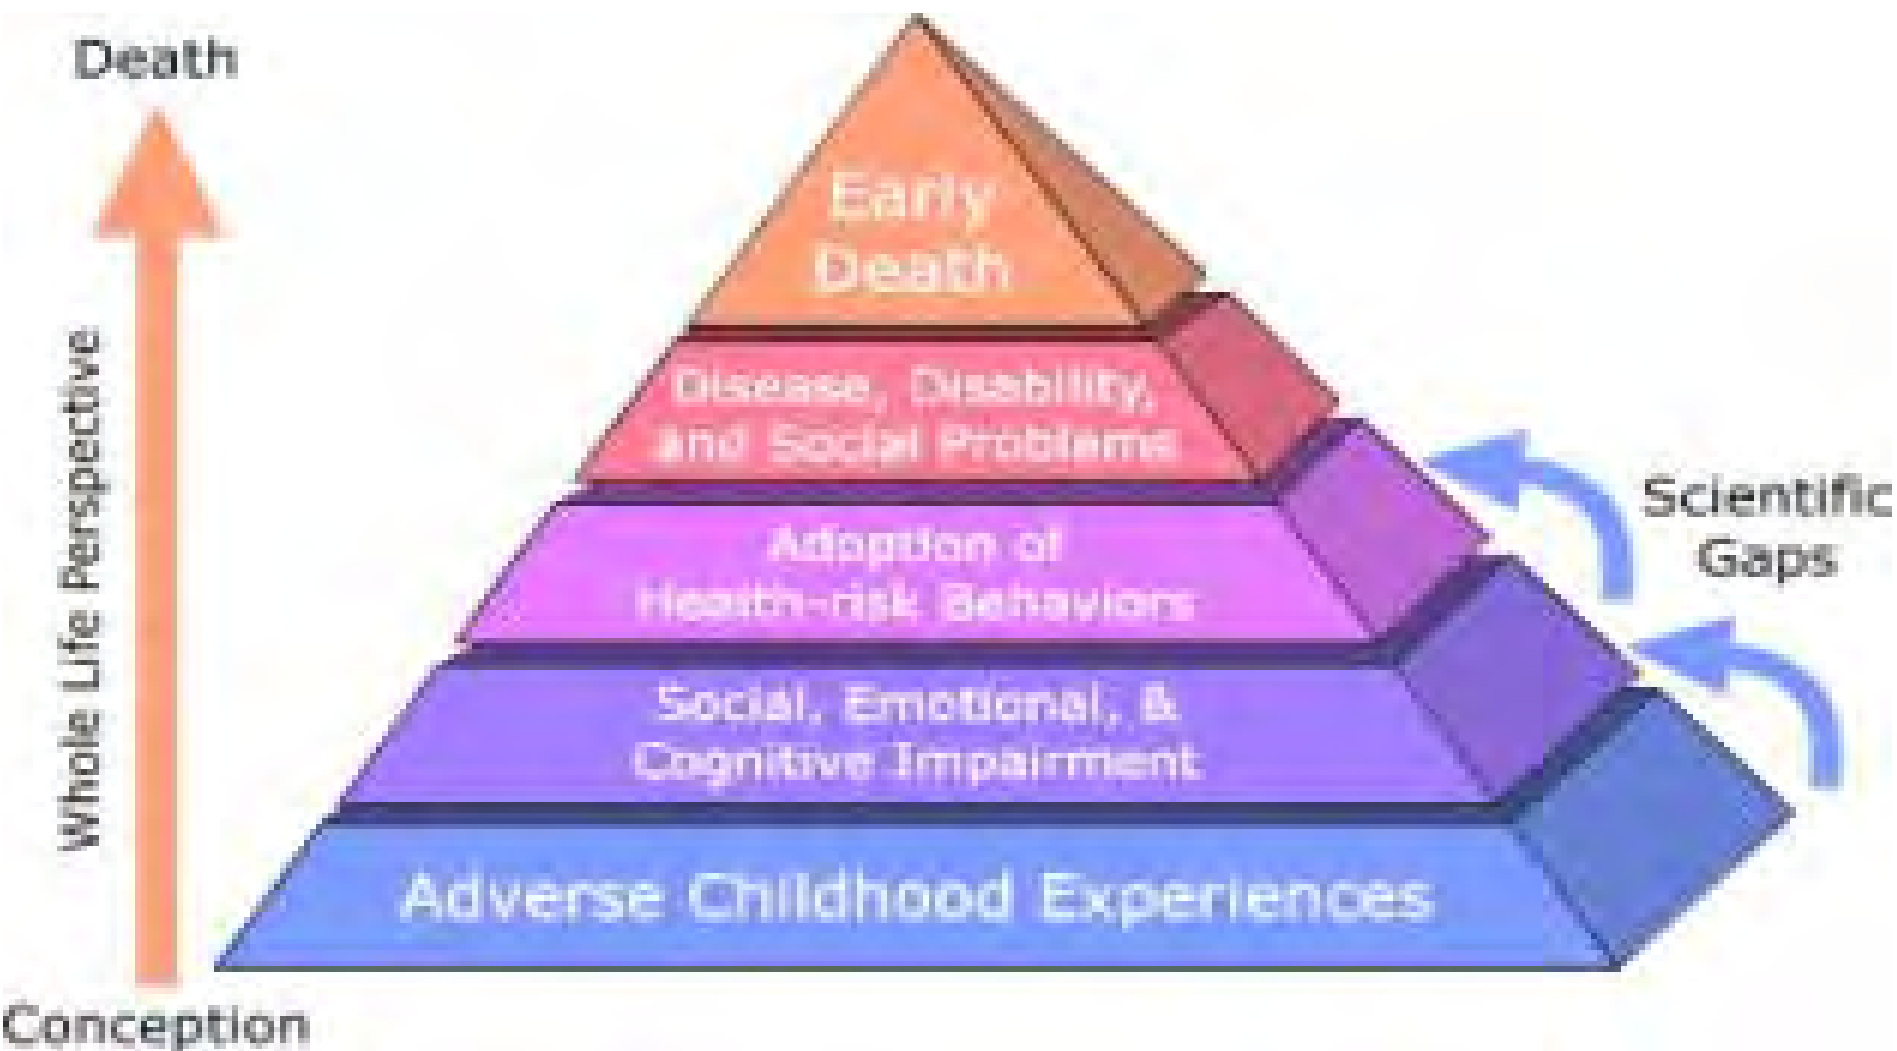 Death
Whole Life Perspective
Conception
Early
Death
Disease, Disability,
and Social Problems
Adoption of
Health-risk Behaviors
Social, Emotional, &
Cognitive Impairment
Adverse Childhood Experiences
Scientific
Gaps